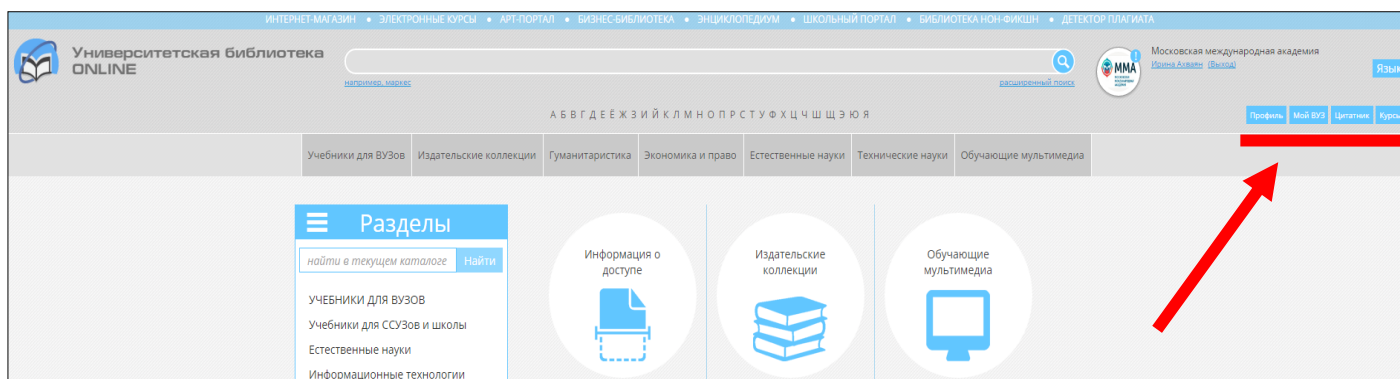 ИНТЕРНЕТ-МАГАЗИН • ЭЛЕКТРОННЫЕ КУРСЫ • АРТ-ПОРТАЛ • БИЗНЕС-БИБЛИОТЕКА • ЭНЦИКЛОПЕДИУМ • ШКОЛЬНЫЙ ПОРТАЛ • БИБЛИОТЕКА НОН-ФИКШН • ДЕТЕКТОР ПЛАГИАТА
Университетская библиотека
ONLINE
например, маркес
расширенный поиск
ММА
Московская международная академия
Ирина Ахваян (Выход)
Язык
А Б В Г Д Е Ё Ж З И Й К Л М Н О П Р С Т У Ф Х Ц Ч Ш Щ Э Ю Я
Профиль Мой ВУЗ Цитатник Курсы
Учебники для ВУЗов Издательские коллекции Гуманитаристика Экономика и право Естественные науки Технические науки Обучающие мультимедиа
Разделы
найти в текущем каталоге Найти
УЧЕБНИКИ ДЛЯ ВУЗОВ
Учебники для ССУЗов и школы
Естественные науки
Информационные технологии
Информация о
доступе
Издательские
коллекции
Обучающие
мультимедиа